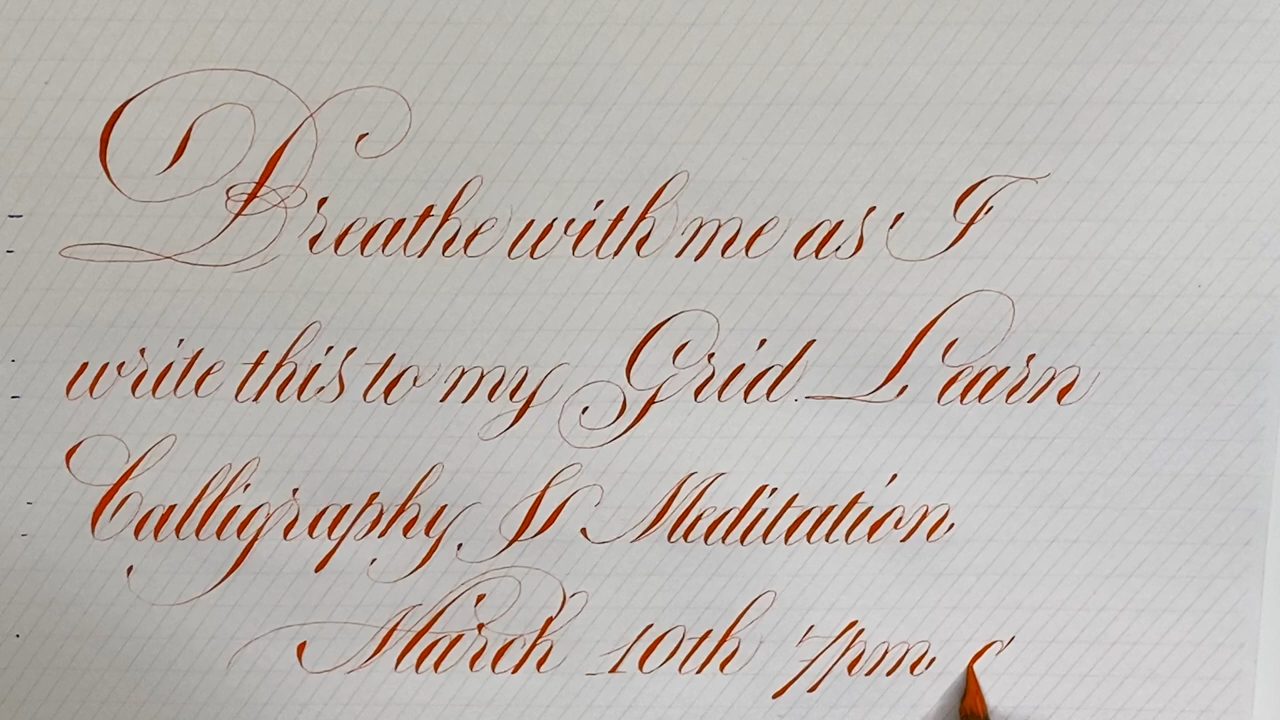 Breathe with me as I
write this to my Grid. Learn
Calligraphy & Meditation
March 10th 7pm